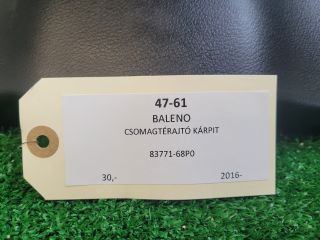 47-61
BALENO
CSOMAGTÉRAJTÓ KÁRPIT
83771-68P0
30,- 2016-